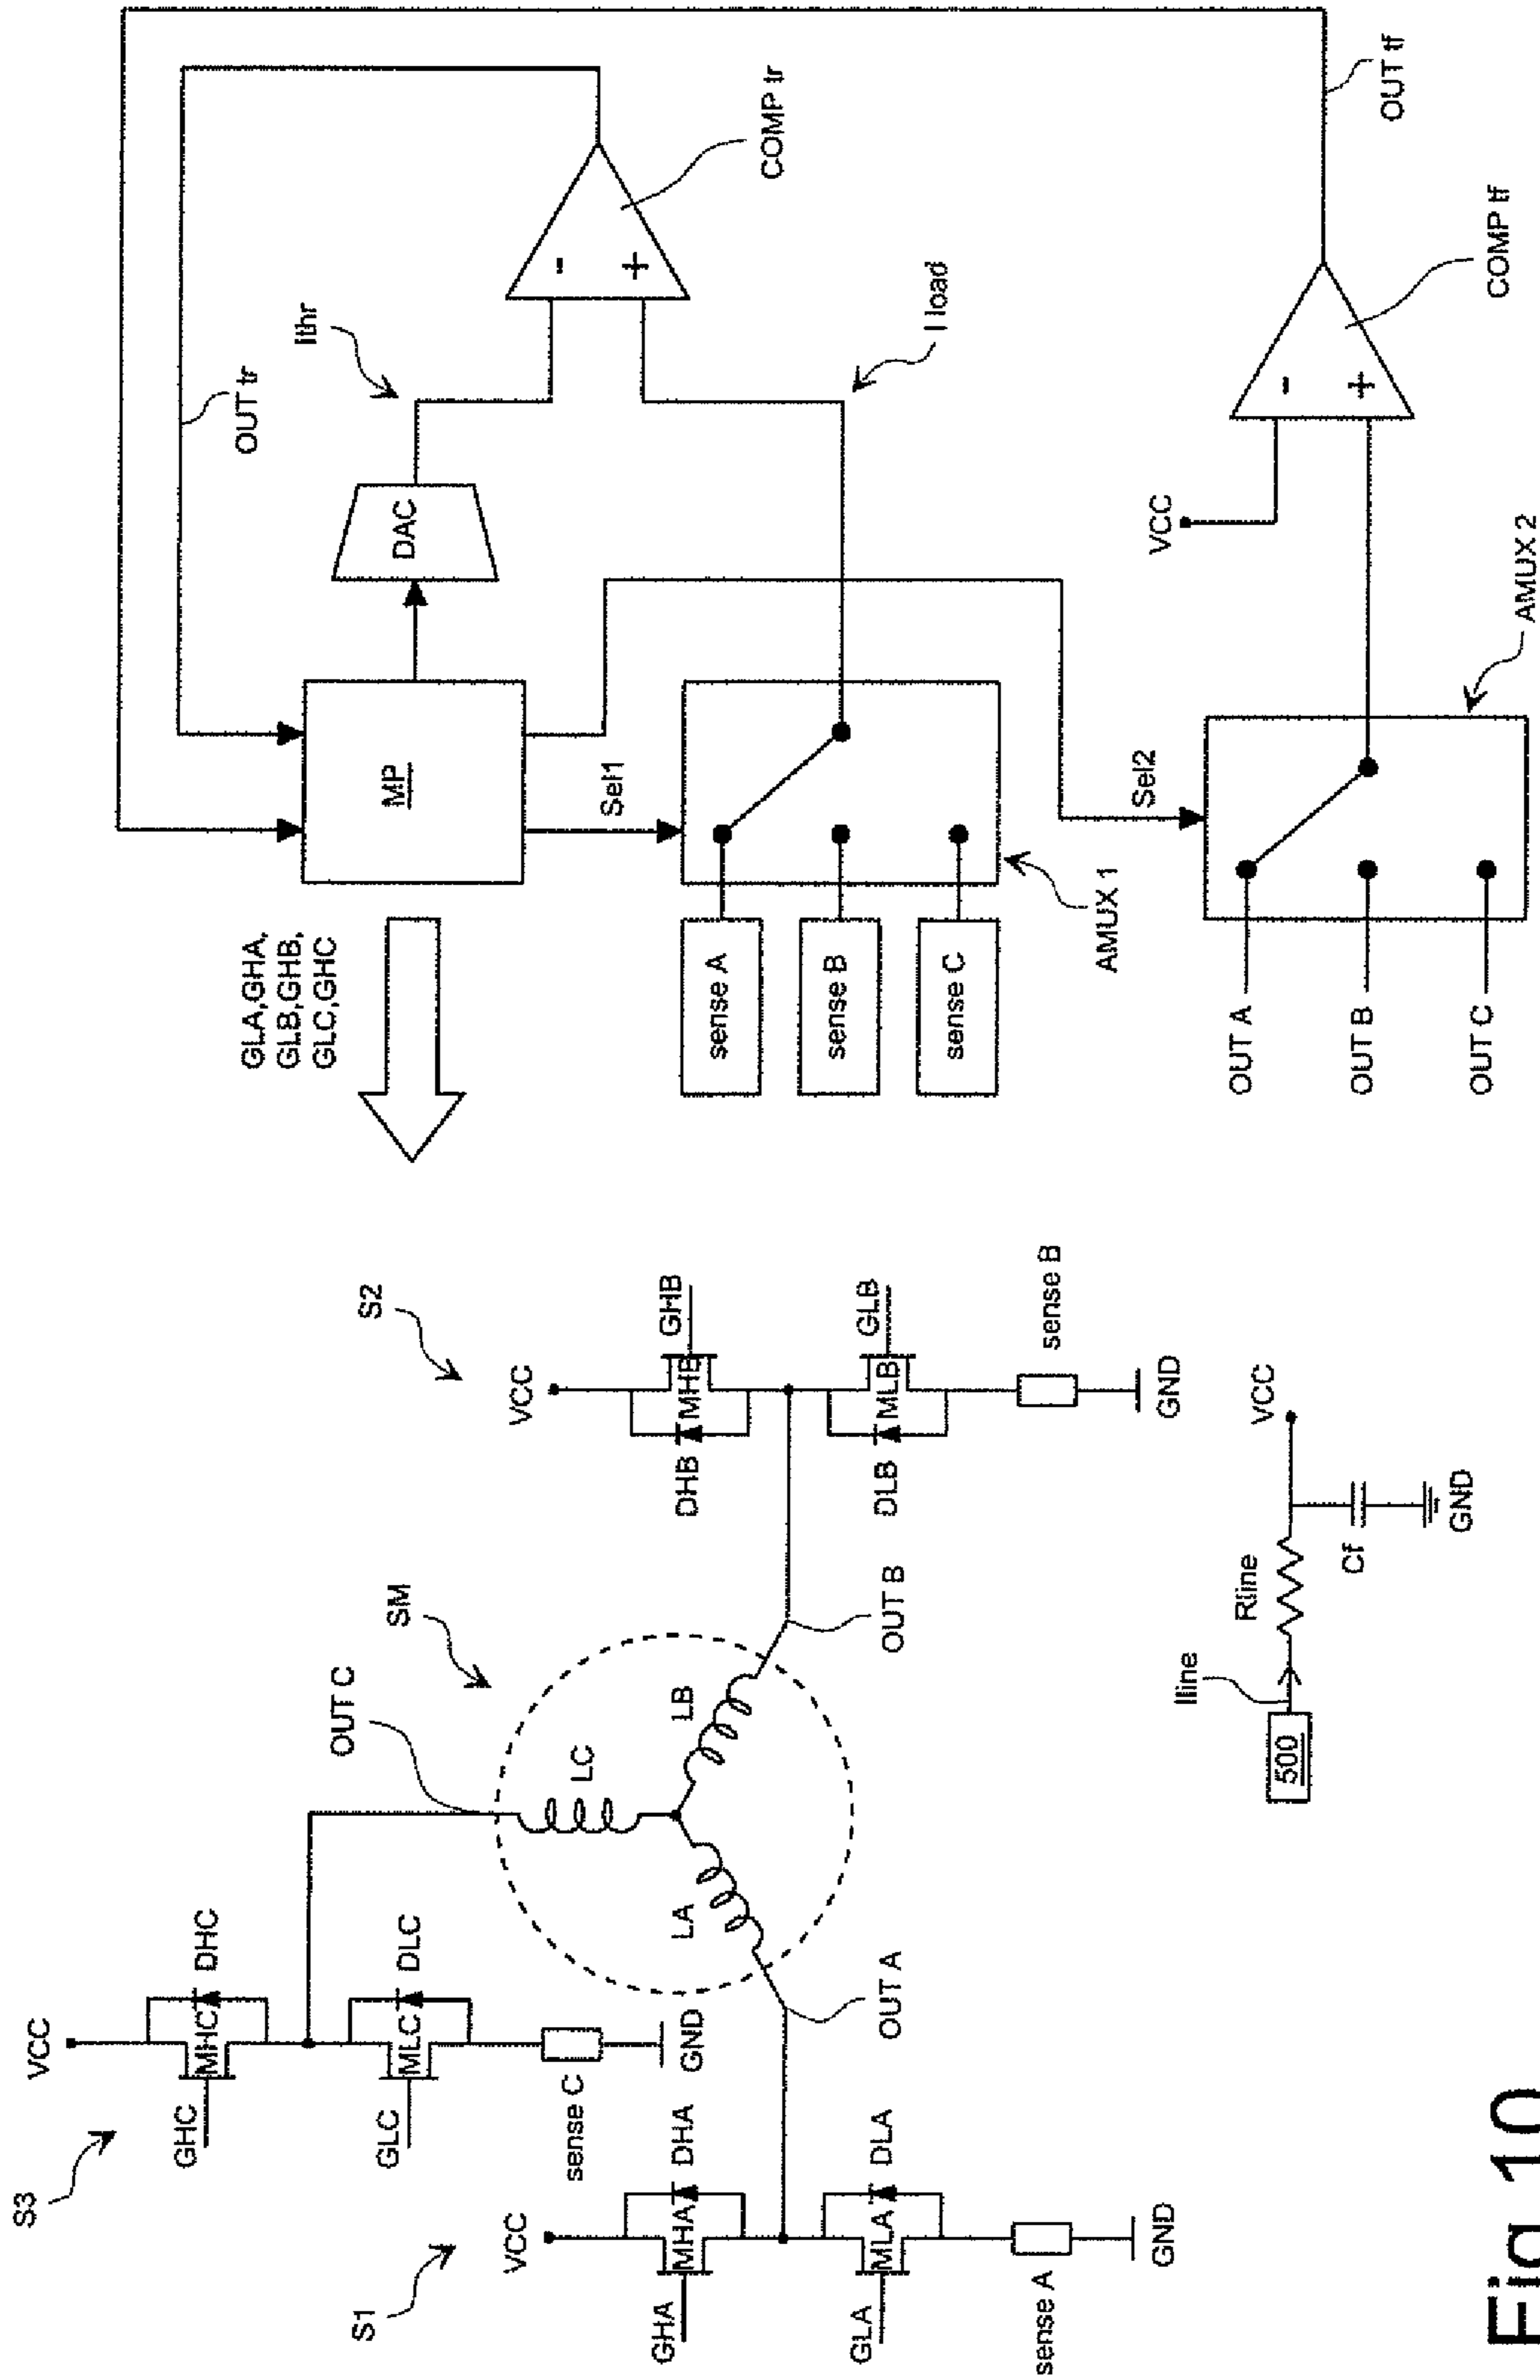 S3
VCC
GHC
MHC
DHC
GLC
MLC
DLC
sense C
GND
OUT C
SM
LC
LA
LB
S1
VCC
GHA
MHA
DHA
GLA
MLA
DLA
sense A
GND
OUT A
OUT B
S2
VCC
GHB
MHB
DHB
GLB
MLB
DLB
sense B
GND
500
Iline
Rline
VCC
Cf
GND
GLA,GHA,
GLB,GHB,
GLC,GHC
MP
OUT tr
DAC
Ithr
-
+
COMP tr
I load
Sel1
sense A
sense B
sense C
AMUX 1
Sel2
OUT A
OUT B
OUT C
AMUX 2
VCC
-
+
COMP tf
OUT tf
Fig. 10